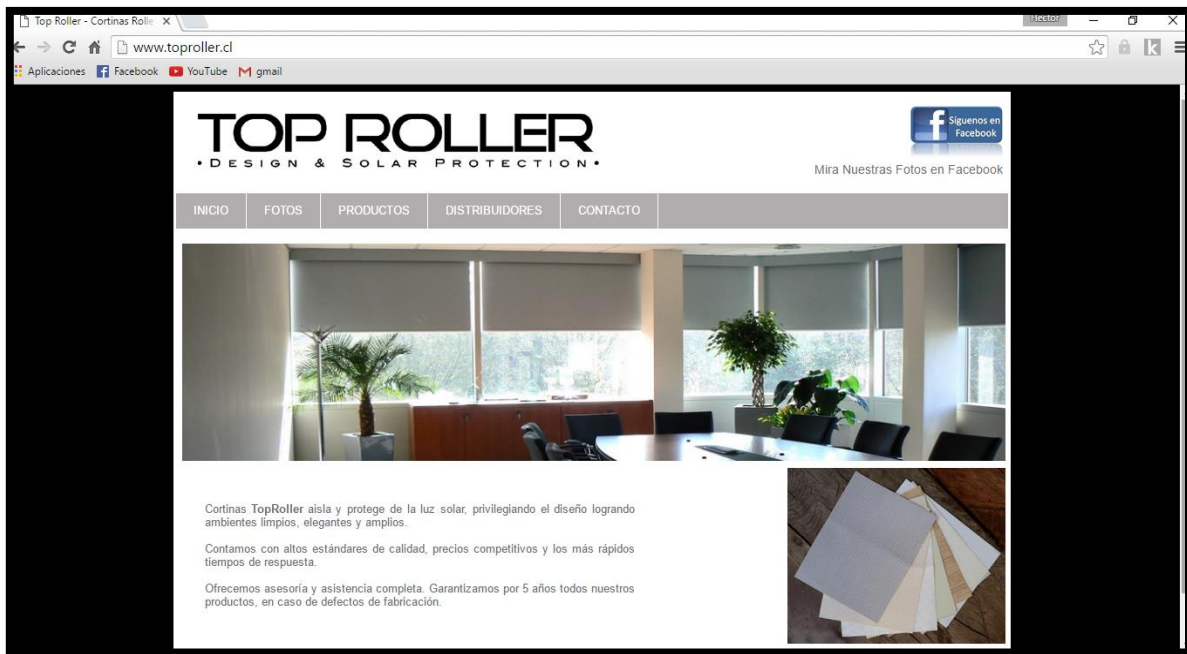 Top Roller - Cortinas Rolle
Hector
www.toproller.cl
Aplicaciones Facebook YouTube gmail
TOP ROLLER
·DESIGN & SOLAR PROTECTION·
Síguenos en
Facebook
Mira Nuestras Fotos en Facebook
INICIO FOTOS PRODUCTOS DISTRIBUIDORES CONTACTO
Cortinas TopRoller aisla y protege de la luz solar, privilegiando el diseño logrando
ambientes limpios, elegantes y amplios.
Contamos con altos estándares de calidad, precios competitivos y los más rápidos
tiempos de respuesta.
Ofrecemos asesoría y asistencia completa. Garantizamos por 5 años todos nuestros
productos, en caso de defectos de fabricación.